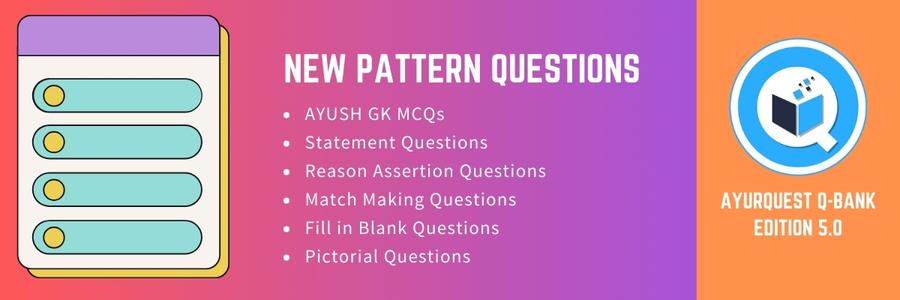 NEW PATTERN QUESTIONS
• AYUSH GK MCQs
• Statement Questions
• Reason Assertion Questions
• Match Making Questions
• Fill in Blank Questions
• Pictorial Questions
AYURQUEST Q-BANK
EDITION 5.0